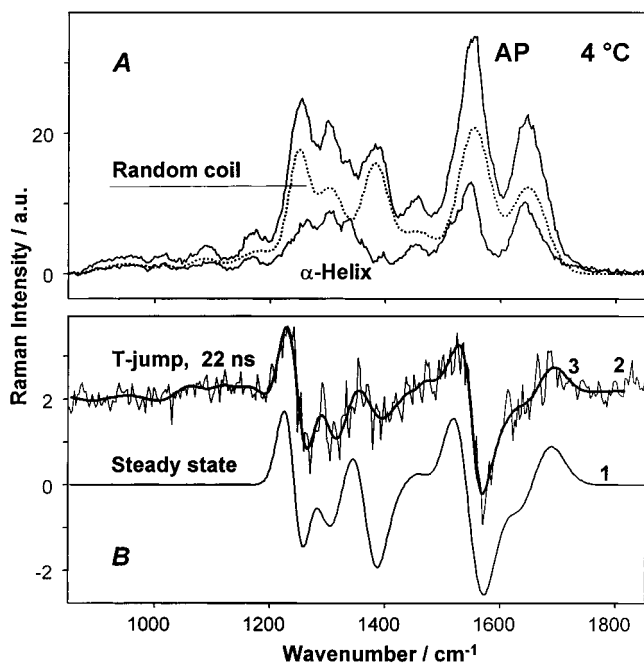 A
AP 4 °C
20
Random coil
0
α-Helix
Raman Intensity / a.u.
T-jump, 22 ns
3 2
2
Steady state
1
0
-2
B
1000 1200 1400 1600 1800
Wavenumber / cm-1